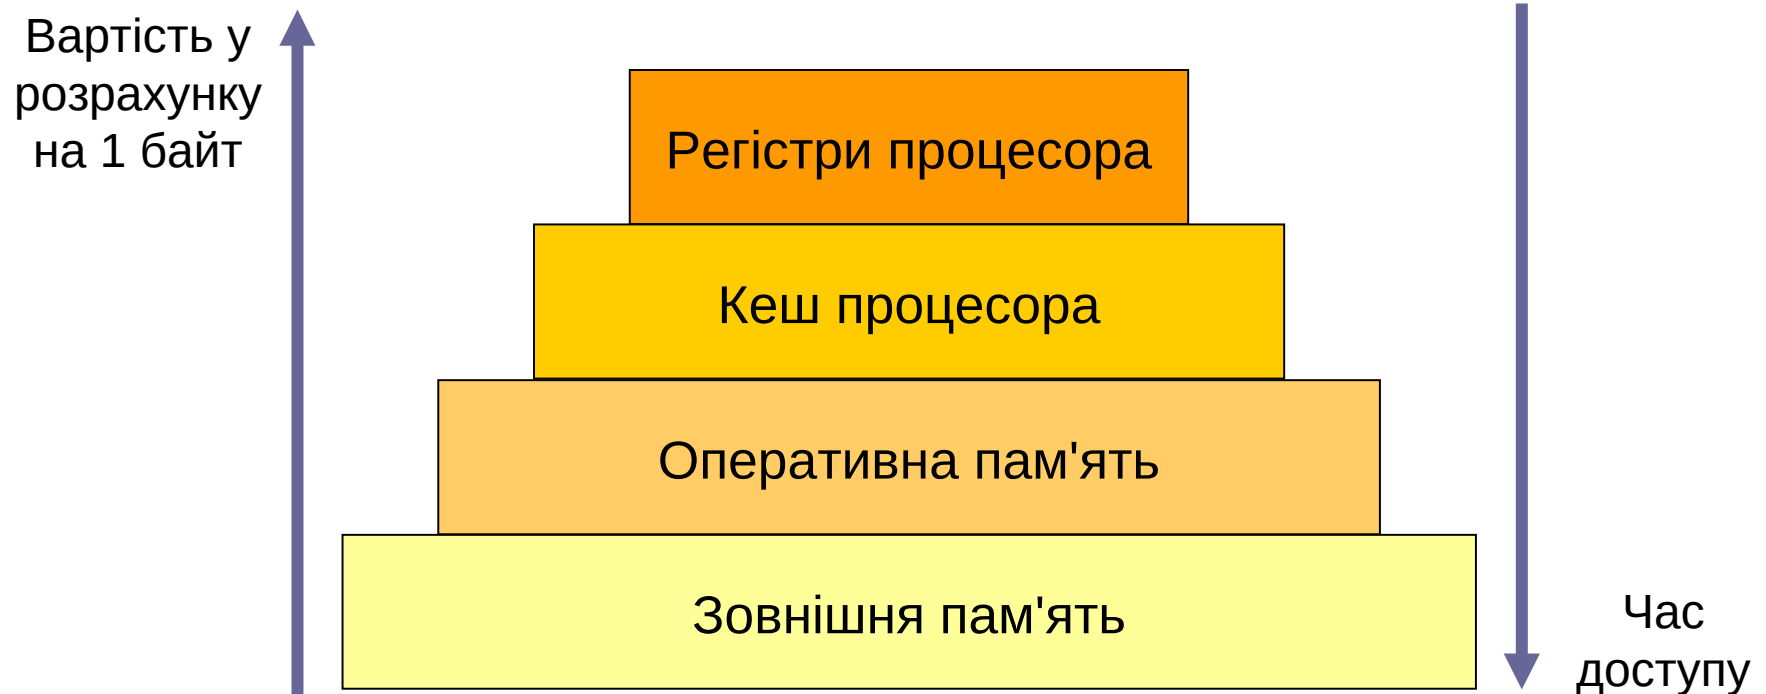 Вартість у
розрахунку
на 1 байт
Регістри процесора
Кеш процесора
Оперативна пам'ять
Зовнішня пам'ять
Час
доступу